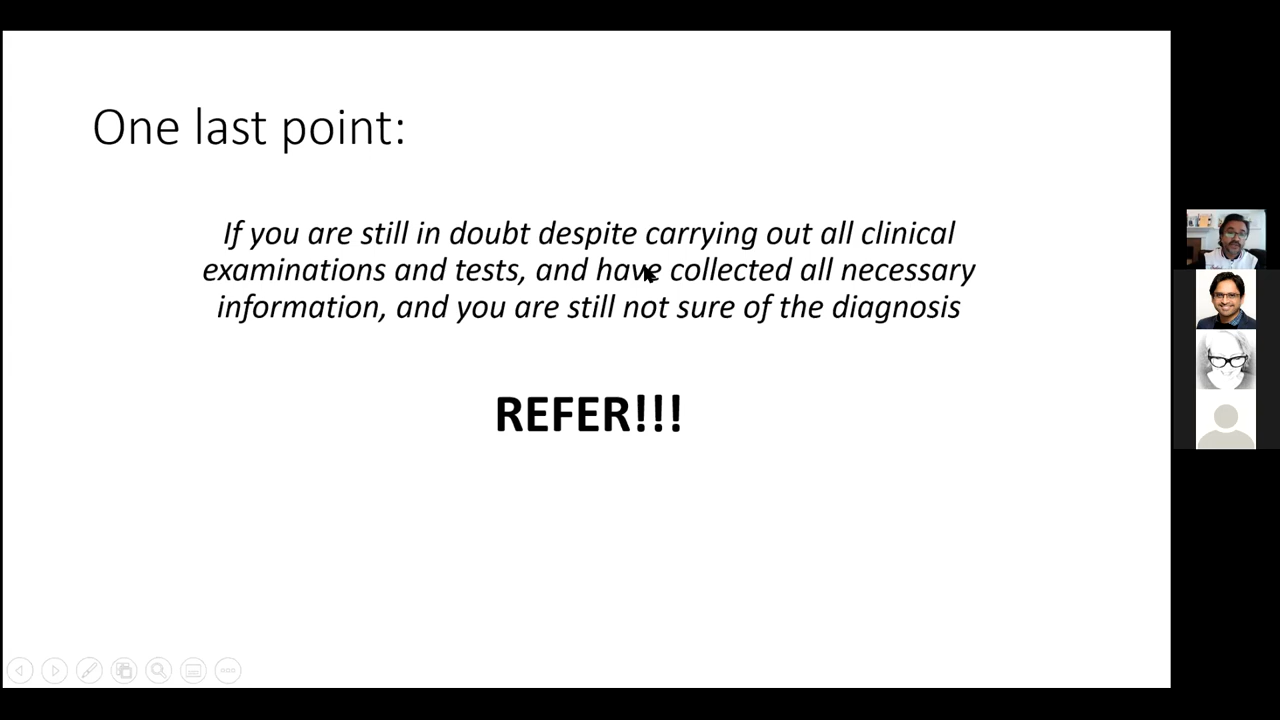 One last point:
If you are still in doubt despite carrying out all clinical
examinations and tests, and have collected all necessary
information, and you are still not sure of the diagnosis
REFER!!!